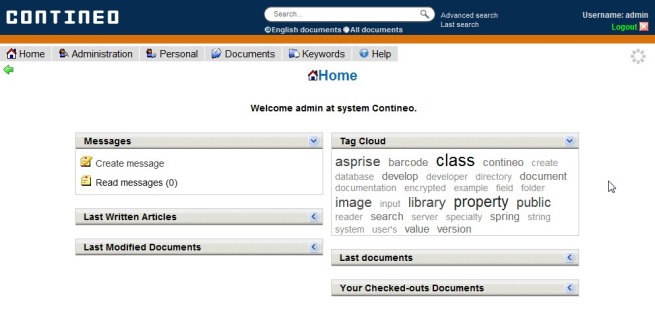 CONTINEO
Search...
Advanced search
Last search
English documents All documents
Username: admin
Logout
Home Administration Personal Documents Keywords Help
Home
Welcome admin at system Contineo.
Messages
Create message
Read messages (0)
Last Written Articles
Last Modified Documents
Tag Cloud
asprise barcode class contineo create
database develop developer directory document
documentation encrypted example field folder
image input library property public
reader search server specialty spring string
system user's value version
Last documents
Your Checked-outs Documents